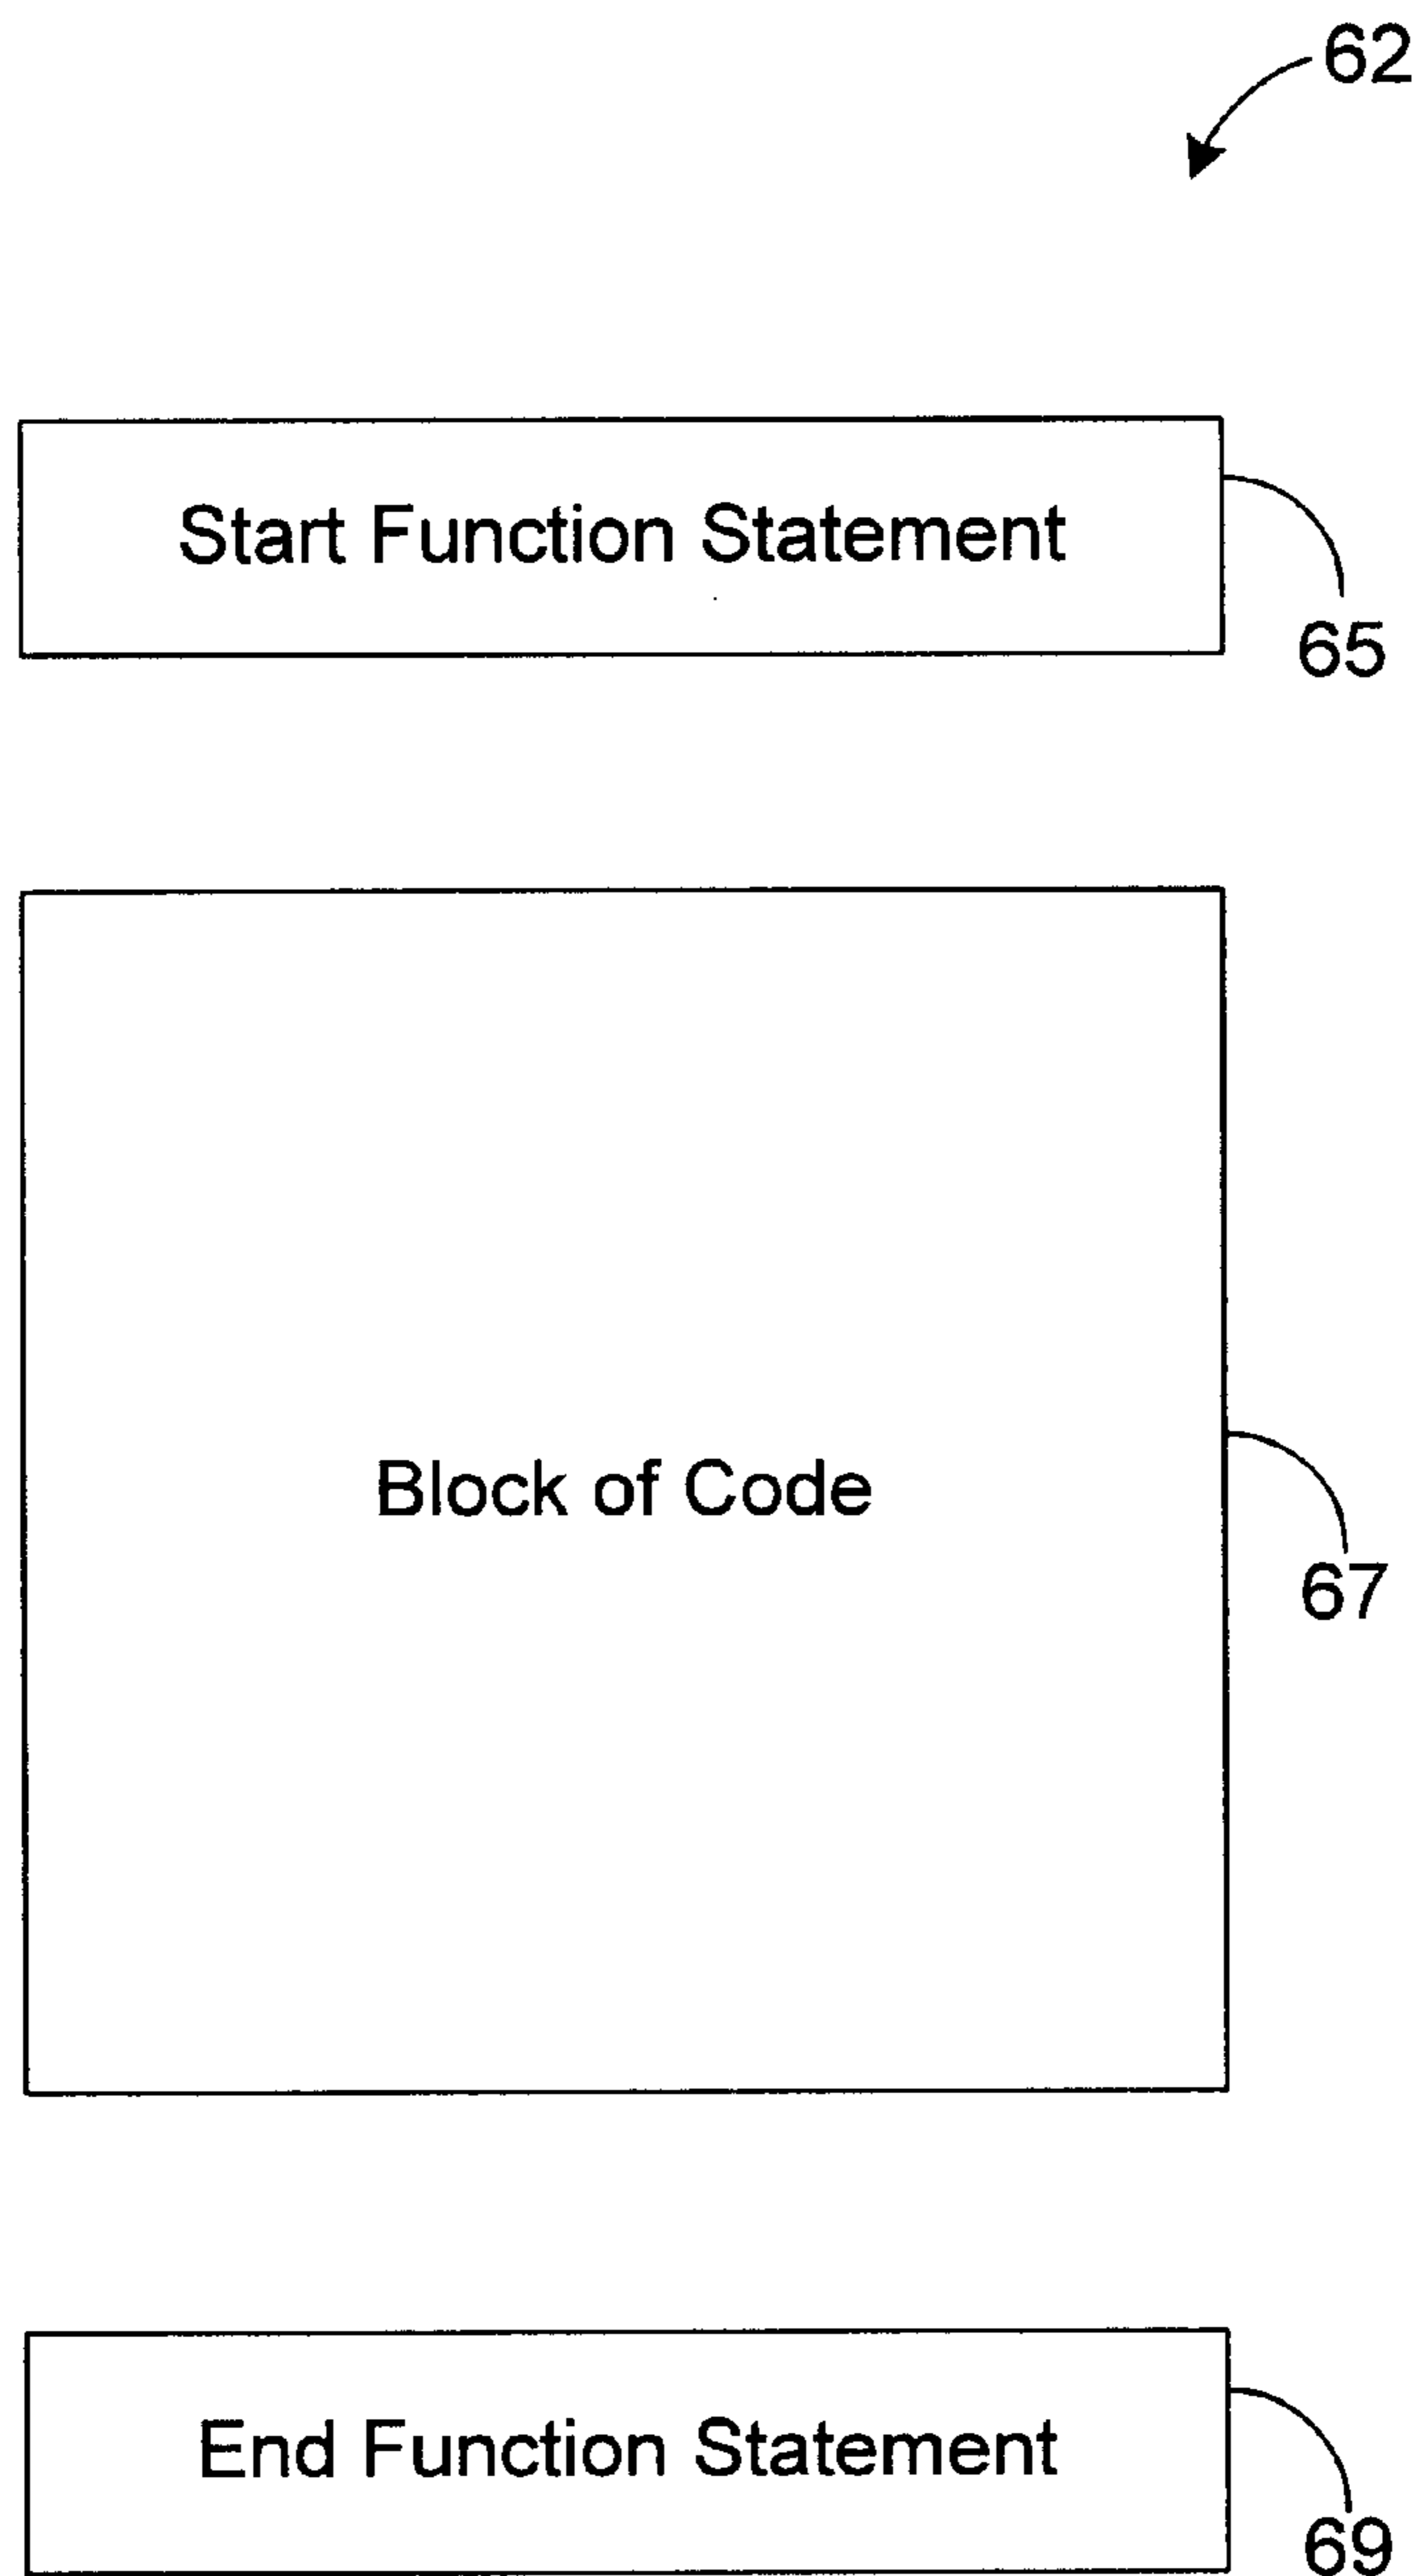 62
Start Function Statement
65
Block of Code
67
End Function Statement
69